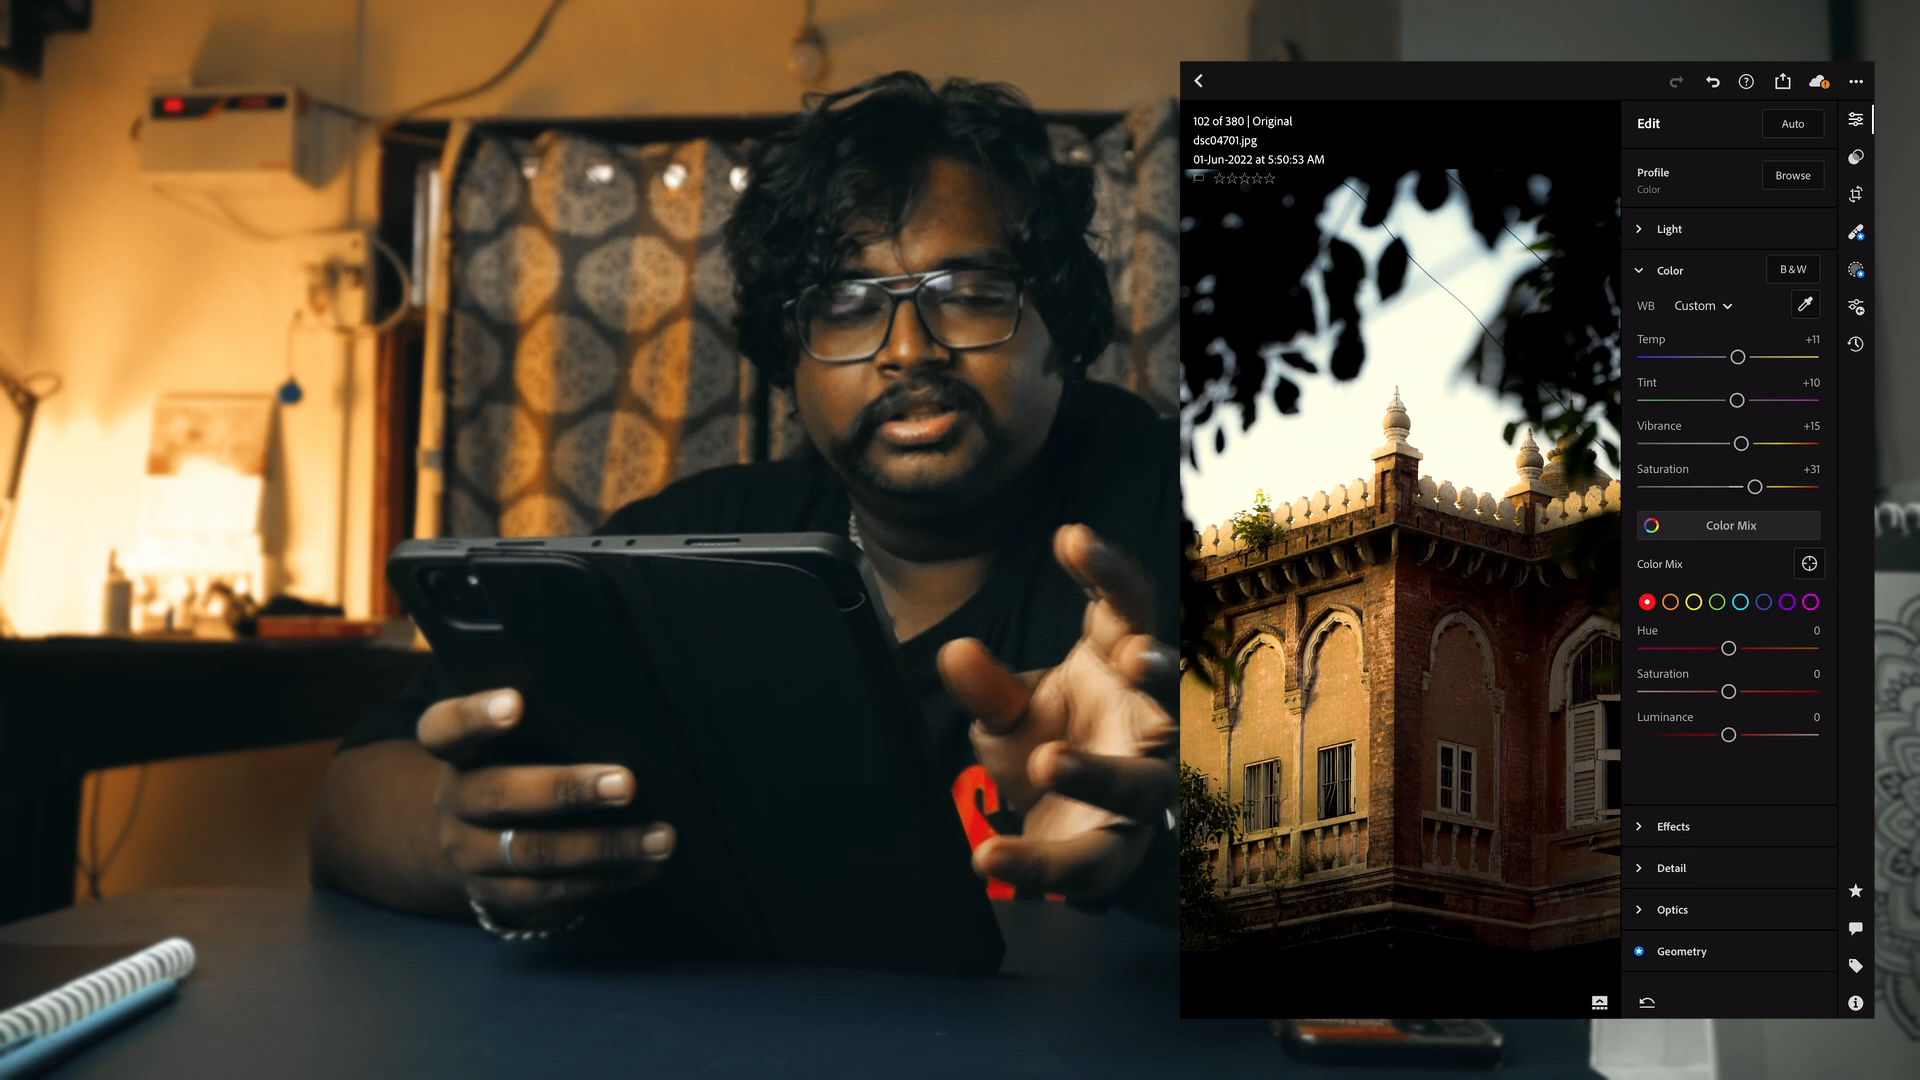 102 of 380 | Original
dsc04701.jpg
01-Jun-2022 at 5:50:53 AM
Edit
Auto
Profile
Color
Browse
Light
Color
B & W
WB
Custom
Temp
+11
Tint
+10
Vibrance
+15
Saturation
+31
Color Mix
Color Mix
Hue
0
Saturation
0
Luminance
0
Effects
Detail
Optics
Geometry